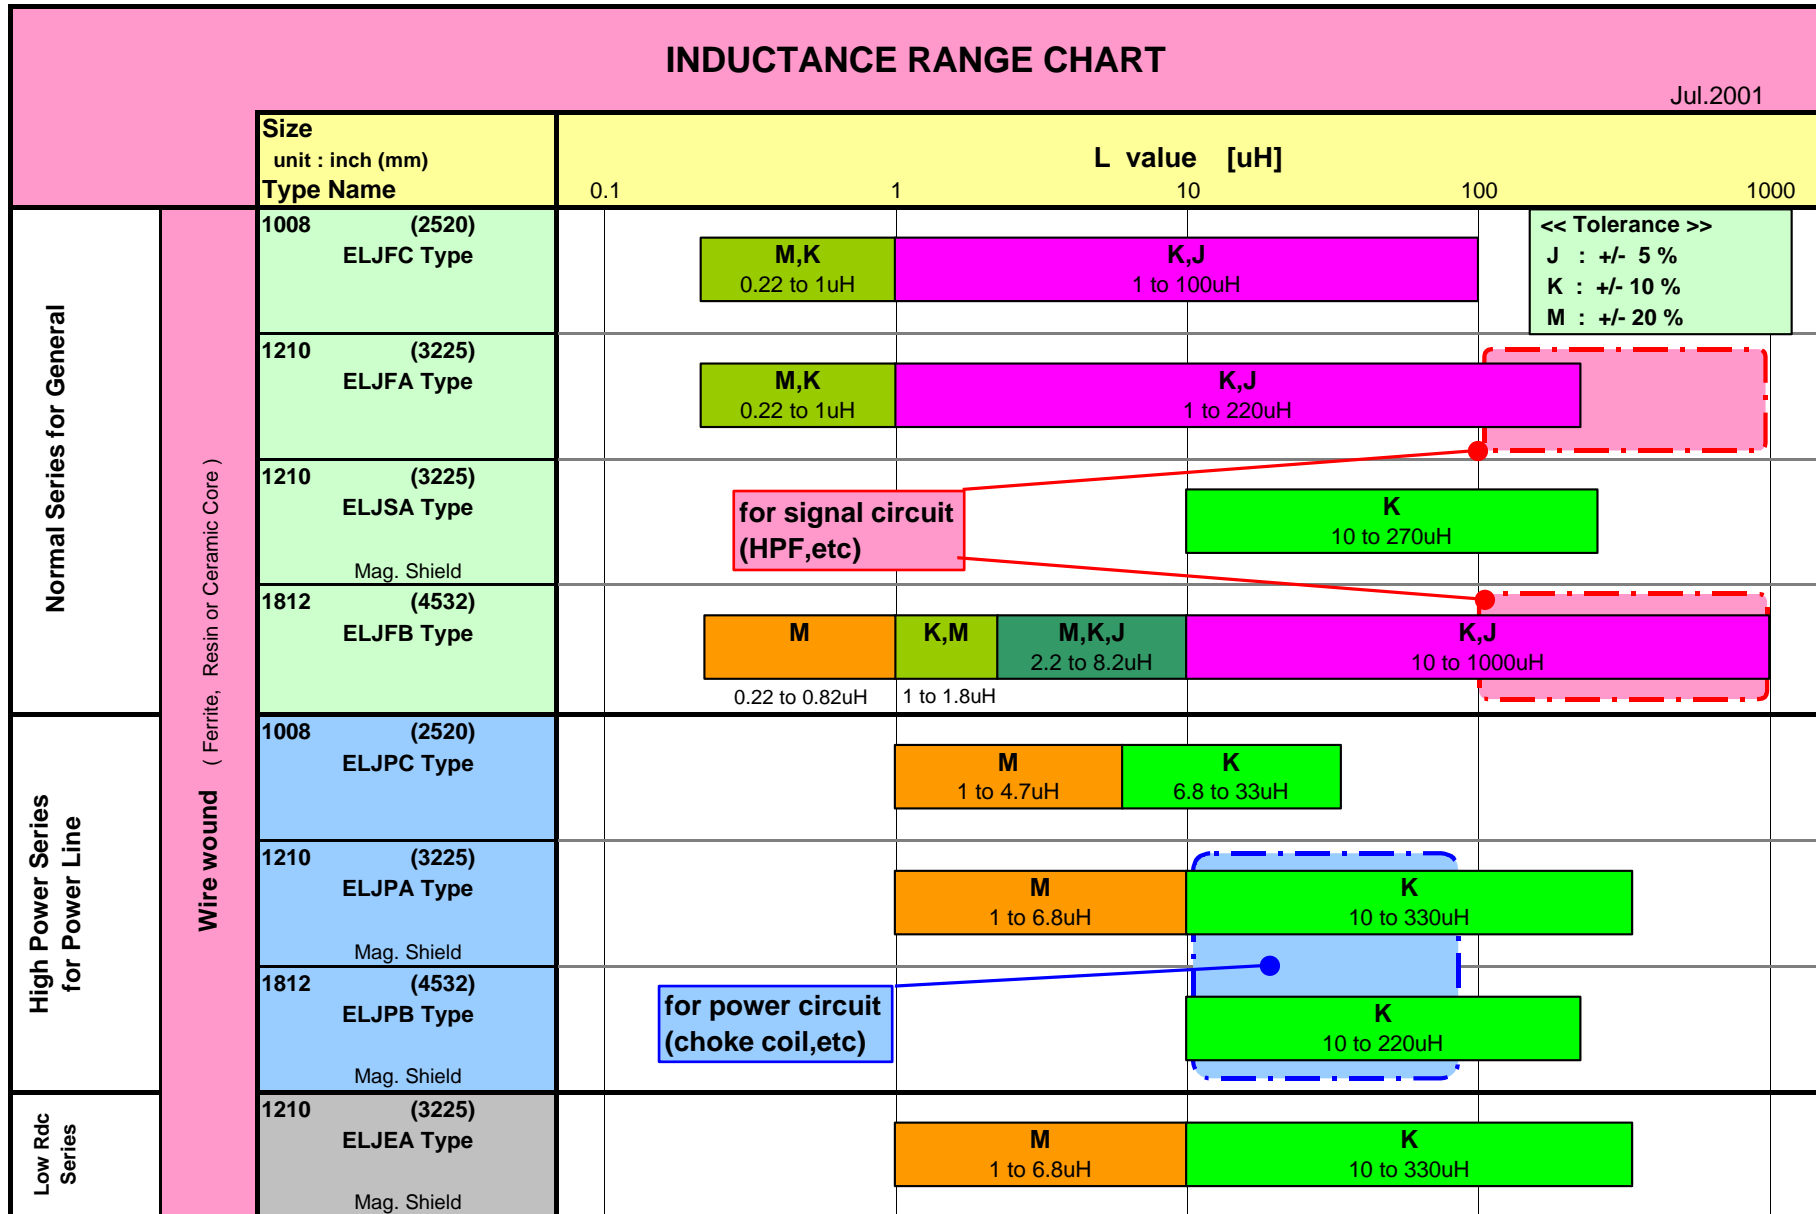 INDUCTANCE RANGE CHART
Jul.2001
Size
unit : inch (mm)
Type Name
L value [uH]
0.1 1 10 100 1000
Normal Series for General
Wire wound ( Ferrite, Resin or Ceramic Core )
1008 (2520)
ELJFC Type
M,K
0.22 to 1uH
K,J
1 to 100uH
<< Tolerance >>
J : +/- 5 %
K : +/- 10 %
M : +/- 20 %
1210 (3225)
ELJFA Type
M,K
0.22 to 1uH
K,J
1 to 220uH
1210 (3225)
ELJSA Type
Mag. Shield
for signal circuit
(HPF,etc)
K
10 to 270uH
1812 (4532)
ELJFB Type
M
0.22 to 0.82uH
K,M
1 to 1.8uH
M,K,J
2.2 to 8.2uH
K,J
10 to 1000uH
High Power Series
for Power Line
1008 (2520)
ELJPC Type
M
1 to 4.7uH
K
6.8 to 33uH
1210 (3225)
ELJPA Type
Mag. Shield
M
1 to 6.8uH
K
10 to 330uH
1812 (4532)
ELJPB Type
Mag. Shield
for power circuit
(choke coil,etc)
K
10 to 220uH
Low Rdc
Series
1210 (3225)
ELJEA Type
Mag. Shield
M
1 to 6.8uH
K
10 to 330uH